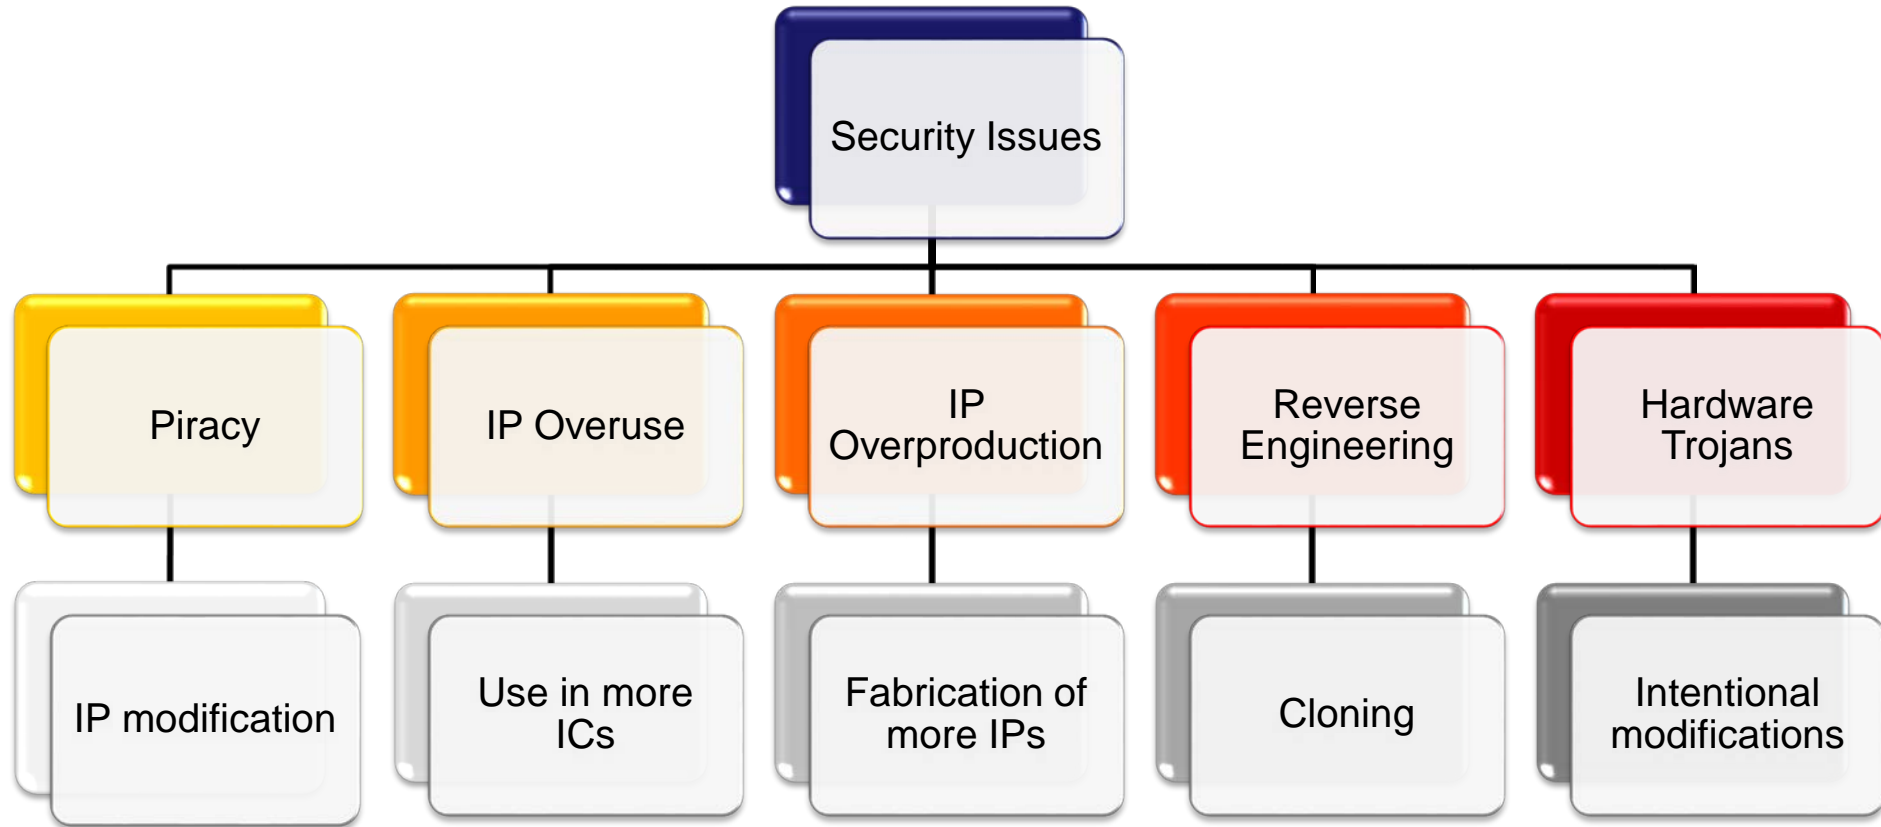 Security Issues
Piracy
IP Overuse
IP
Overproduction
Reverse
Engineering
Hardware
Trojans
IP modification
Use in more
ICs
Fabrication of
more IPs
Cloning
Intentional
modifications